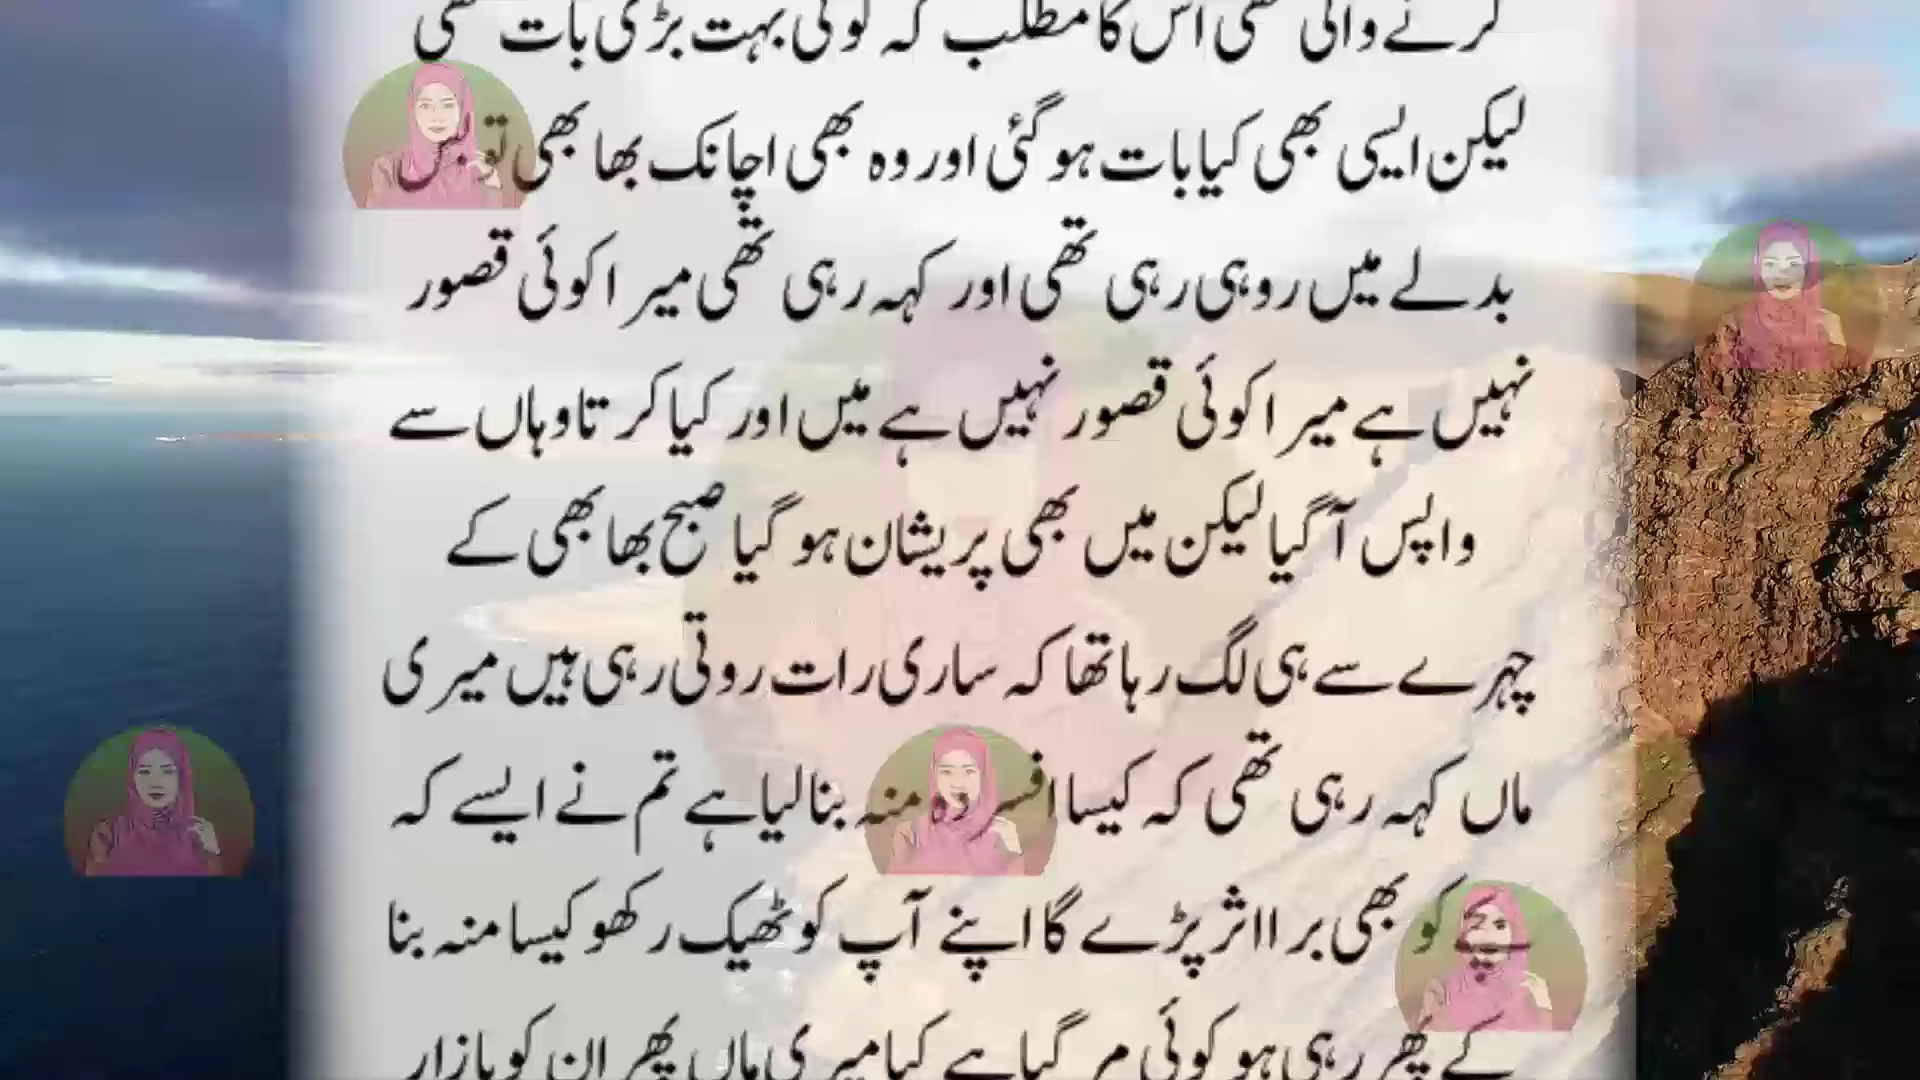 کرنے والی تھی اس کا مطلب کہ کوئی بہت بڑی بات تھی
لیکن ایسی بھی کیا بات ہو گئی اور وہ بھی اچانک بھابھی تو بس
بدلے میں رو ہی رہی تھی اور کہہ رہی تھی میرا کوئی قصور
نہیں ہے میرا کوئی قصور نہیں ہے میں اور کیا کرتا وہاں سے
واپس آگیا لیکن میں بھی پریشان ہو گیا صبح بھابھی کے
چہرے سے ہی لگ رہا تھا کہ ساری رات روتی رہی ہیں میری
ماں کہہ رہی تھی کہ کیسا افسردہ منہ بنا لیا ہے تم نے ایسے کہ
بچے کو بھی برا اثر پڑے گا اپنے آپ کو ٹھیک رکھو کیسا منہ بنا
کے پھر رہی ہو کوئی مر گیا ہے کیا میری ماں پھر ان کو بازار